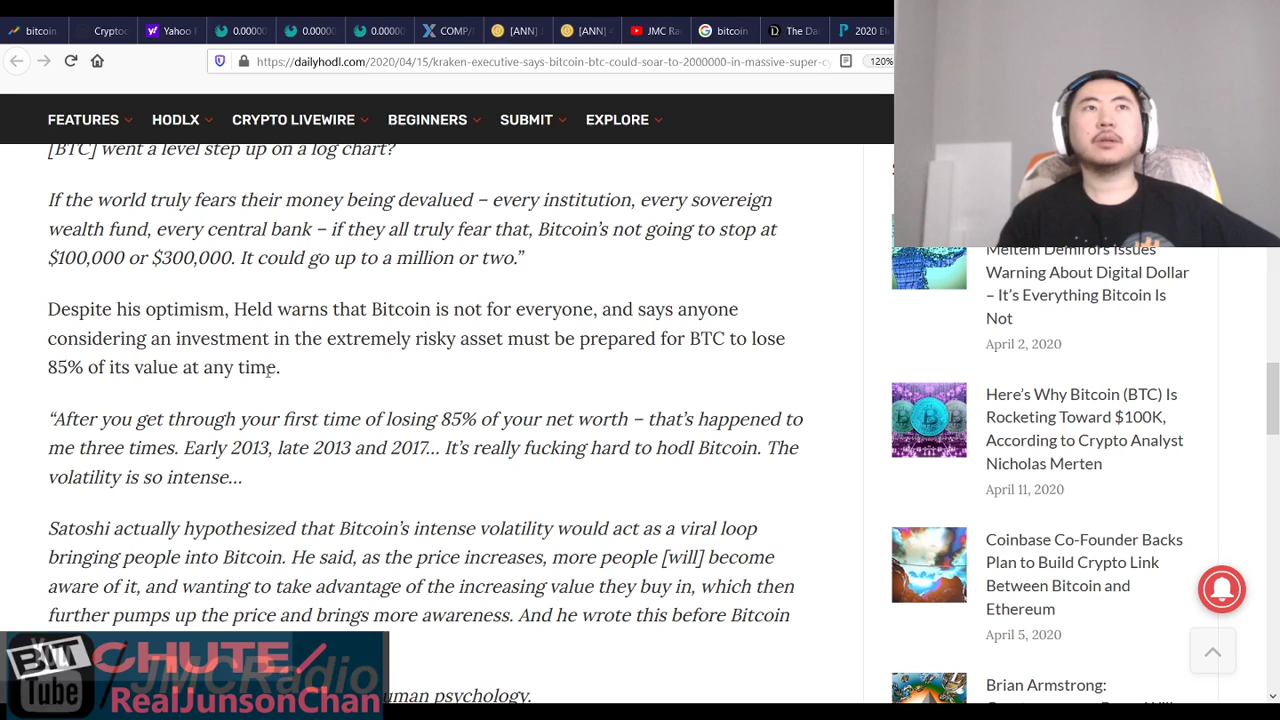 bitcoin
Cryptoc
Yahoo
0.00000
0.00000
0.00000
COMP/
[ANN]
[ANN]
JMC Ra
bitcoin
The Da
2020 El
https://dailyhodl.com/2020/04/15/kraken-executive-says-bitcoin-btc-could-soar-to-2000000-in-massive-super-cy
120%
FEATURES
HODLX
CRYPTO LIVEWIRE
BEGINNERS
SUBMIT
EXPLORE
[BTC] went a level step up on a log chart?
If the world truly fears their money being devalued – every institution, every sovereign
wealth fund, every central bank – if they all truly fear that, Bitcoin's not going to stop at
$100,000 or $300,000. It could go up to a million or two."
Despite his optimism, Held warns that Bitcoin is not for everyone, and says anyone
considering an investment in the extremely risky asset must be prepared for BTC to lose
85% of its value at any time.
"After you get through your first time of losing 85% of your net worth – that's happened to
me three times. Early 2013, late 2013 and 2017… It's really fucking hard to hodl Bitcoin. The
volatility is so intense…
Satoshi actually hypothesized that Bitcoin's intense volatility would act as a viral loop
bringing people into Bitcoin. He said, as the price increases, more people [will] become
aware of it, and wanting to take advantage of the increasing value they buy in, which then
further pumps up the price and brings more awareness. And he wrote this before Bitcoin
uman psychology.
Meltem Demirors Issues
Warning About Digital Dollar
– It's Everything Bitcoin Is
Not
April 2, 2020
Here's Why Bitcoin (BTC) Is
Rocketing Toward $100K,
According to Crypto Analyst
Nicholas Merten
April 11, 2020
Coinbase Co-Founder Backs
Plan to Build Crypto Link
Between Bitcoin and
Ethereum
April 5, 2020
Brian Armstrong:
BIT CHUTE/
You
Tube
JMCRadio
RealJunsonChan